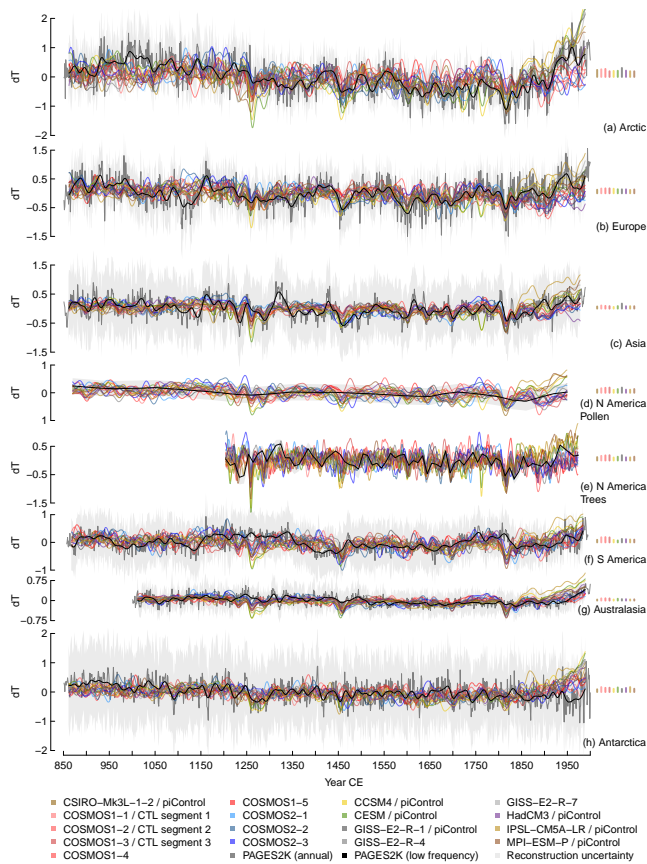 2
1
0
−1
−2
dT
(a) Arctic
1.5
0.5
−0.5
−1.5
dT
(b) Europe
1.5
0.5
−0.5
−1.5
dT
(c) Asia
1
0
1
dT
(d) N America
Pollen
0.5
−0.5
−1.5
dT
(e) N America
Trees
1
0
−1
dT
(f) S America
0.75
0
−0.75
dT
(g) Australasia
2
1
0
−1
−2
dT
(h) Antarctica
850 950 1050 1150 1250 1350 1450 1550 1650 1750 1850 1950
Year CE
CSIRO−Mk3L−1−2 / piControl COSMOS1−5 CCSM4 / piControl GISS−E2−R−7
COSMOS1−1 / CTL segment 1 COSMOS2−1 CESM / piControl HadCM3 / piControl
COSMOS1−2 / CTL segment 2 COSMOS2−2 GISS−E2−R−1 / piControl IPSL−CM5A−LR / piControl
COSMOS1−3 / CTL segment 3 COSMOS2−3 GISS−E2−R−4 MPI−ESM−P / piControl
COSMOS1−4 PAGES2K (annual) PAGES2K (low frequency) Reconstruction uncertainty